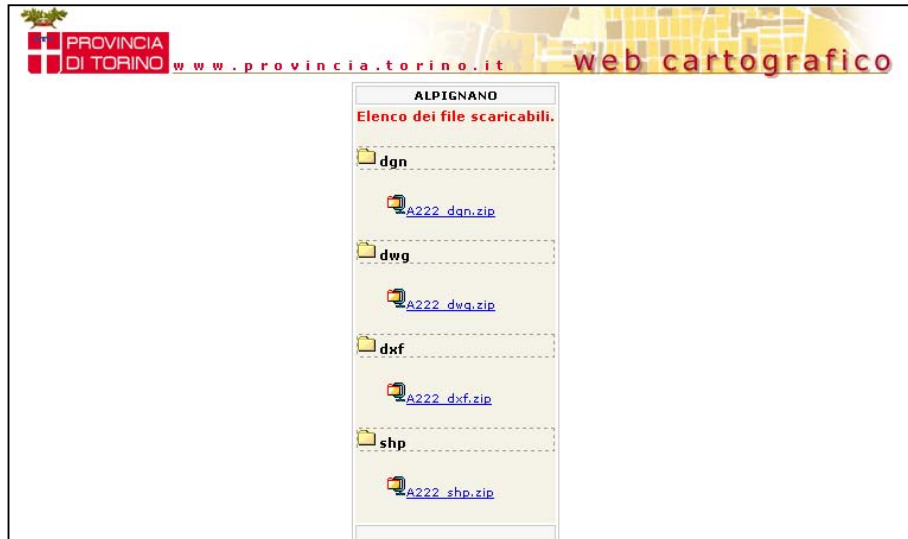 PROVINCIA
DI TORINO
www.provincia.torino.it
web cartografico
ALPIGNANO
Elenco dei file scaricabili.
dgn
A222_dgn.zip
dwg
A222_dwg.zip
dxf
A222_dxf.zip
shp
A222_shp.zip